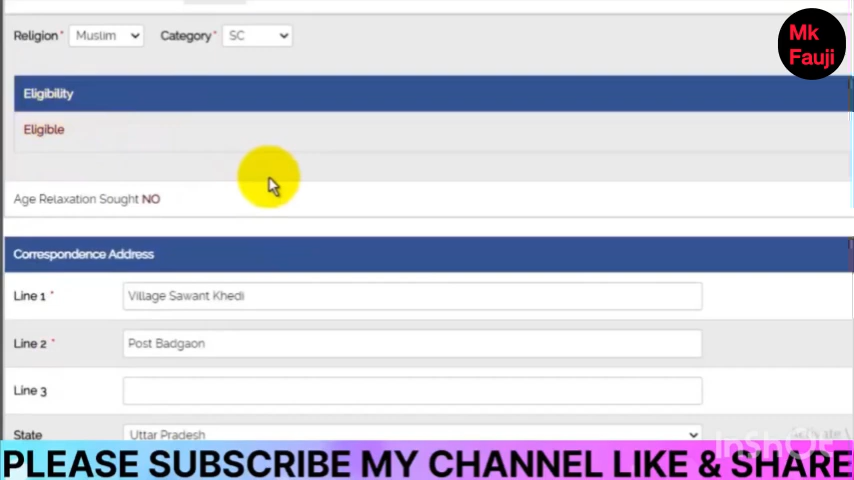 Religion * Muslim Category * SC
Mk
Fauji
Eligibility
Eligible
Age Relaxation Sought NO
Correspondence Address
Line 1 * Village Sawant Khedi
Line 2 * Post Badgaon
Line 3
State Uttar Pradesh
InShOt
PLEASE SUBSCRIBE MY CHANNEL LIKE & SHARE